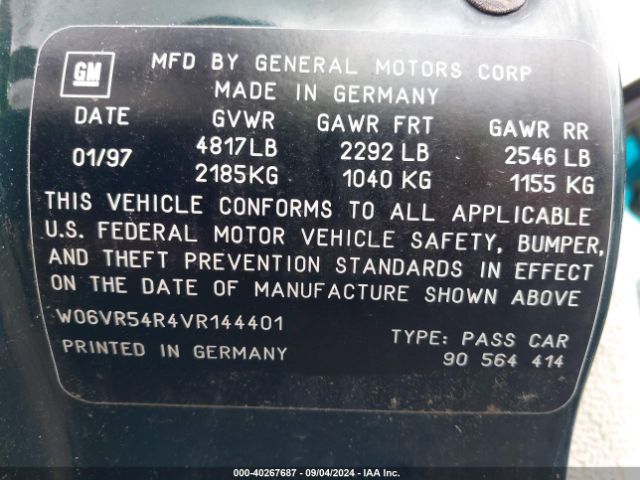 GM
MFD BY GENERAL MOTORS CORP
MADE IN GERMANY
DATE GVWR GAWR FRT GAWR RR
01/97 4817LB 2292 LB 2546 LB
2185KG 1040 KG 1155 KG
THIS VEHICLE CONFORMS TO ALL APPLICABLE
U.S. FEDERAL MOTOR VEHICLE SAFETY, BUMPER,
AND THEFT PREVENTION STANDARDS IN EFFECT
ON THE DATE OF MANUFACTURE SHOWN ABOVE
W06VR54R4VR144401
TYPE: PASS CAR
PRINTED IN GERMANY
90 564 414
000-40267687 - 09/04/2024 - IAA Inc.